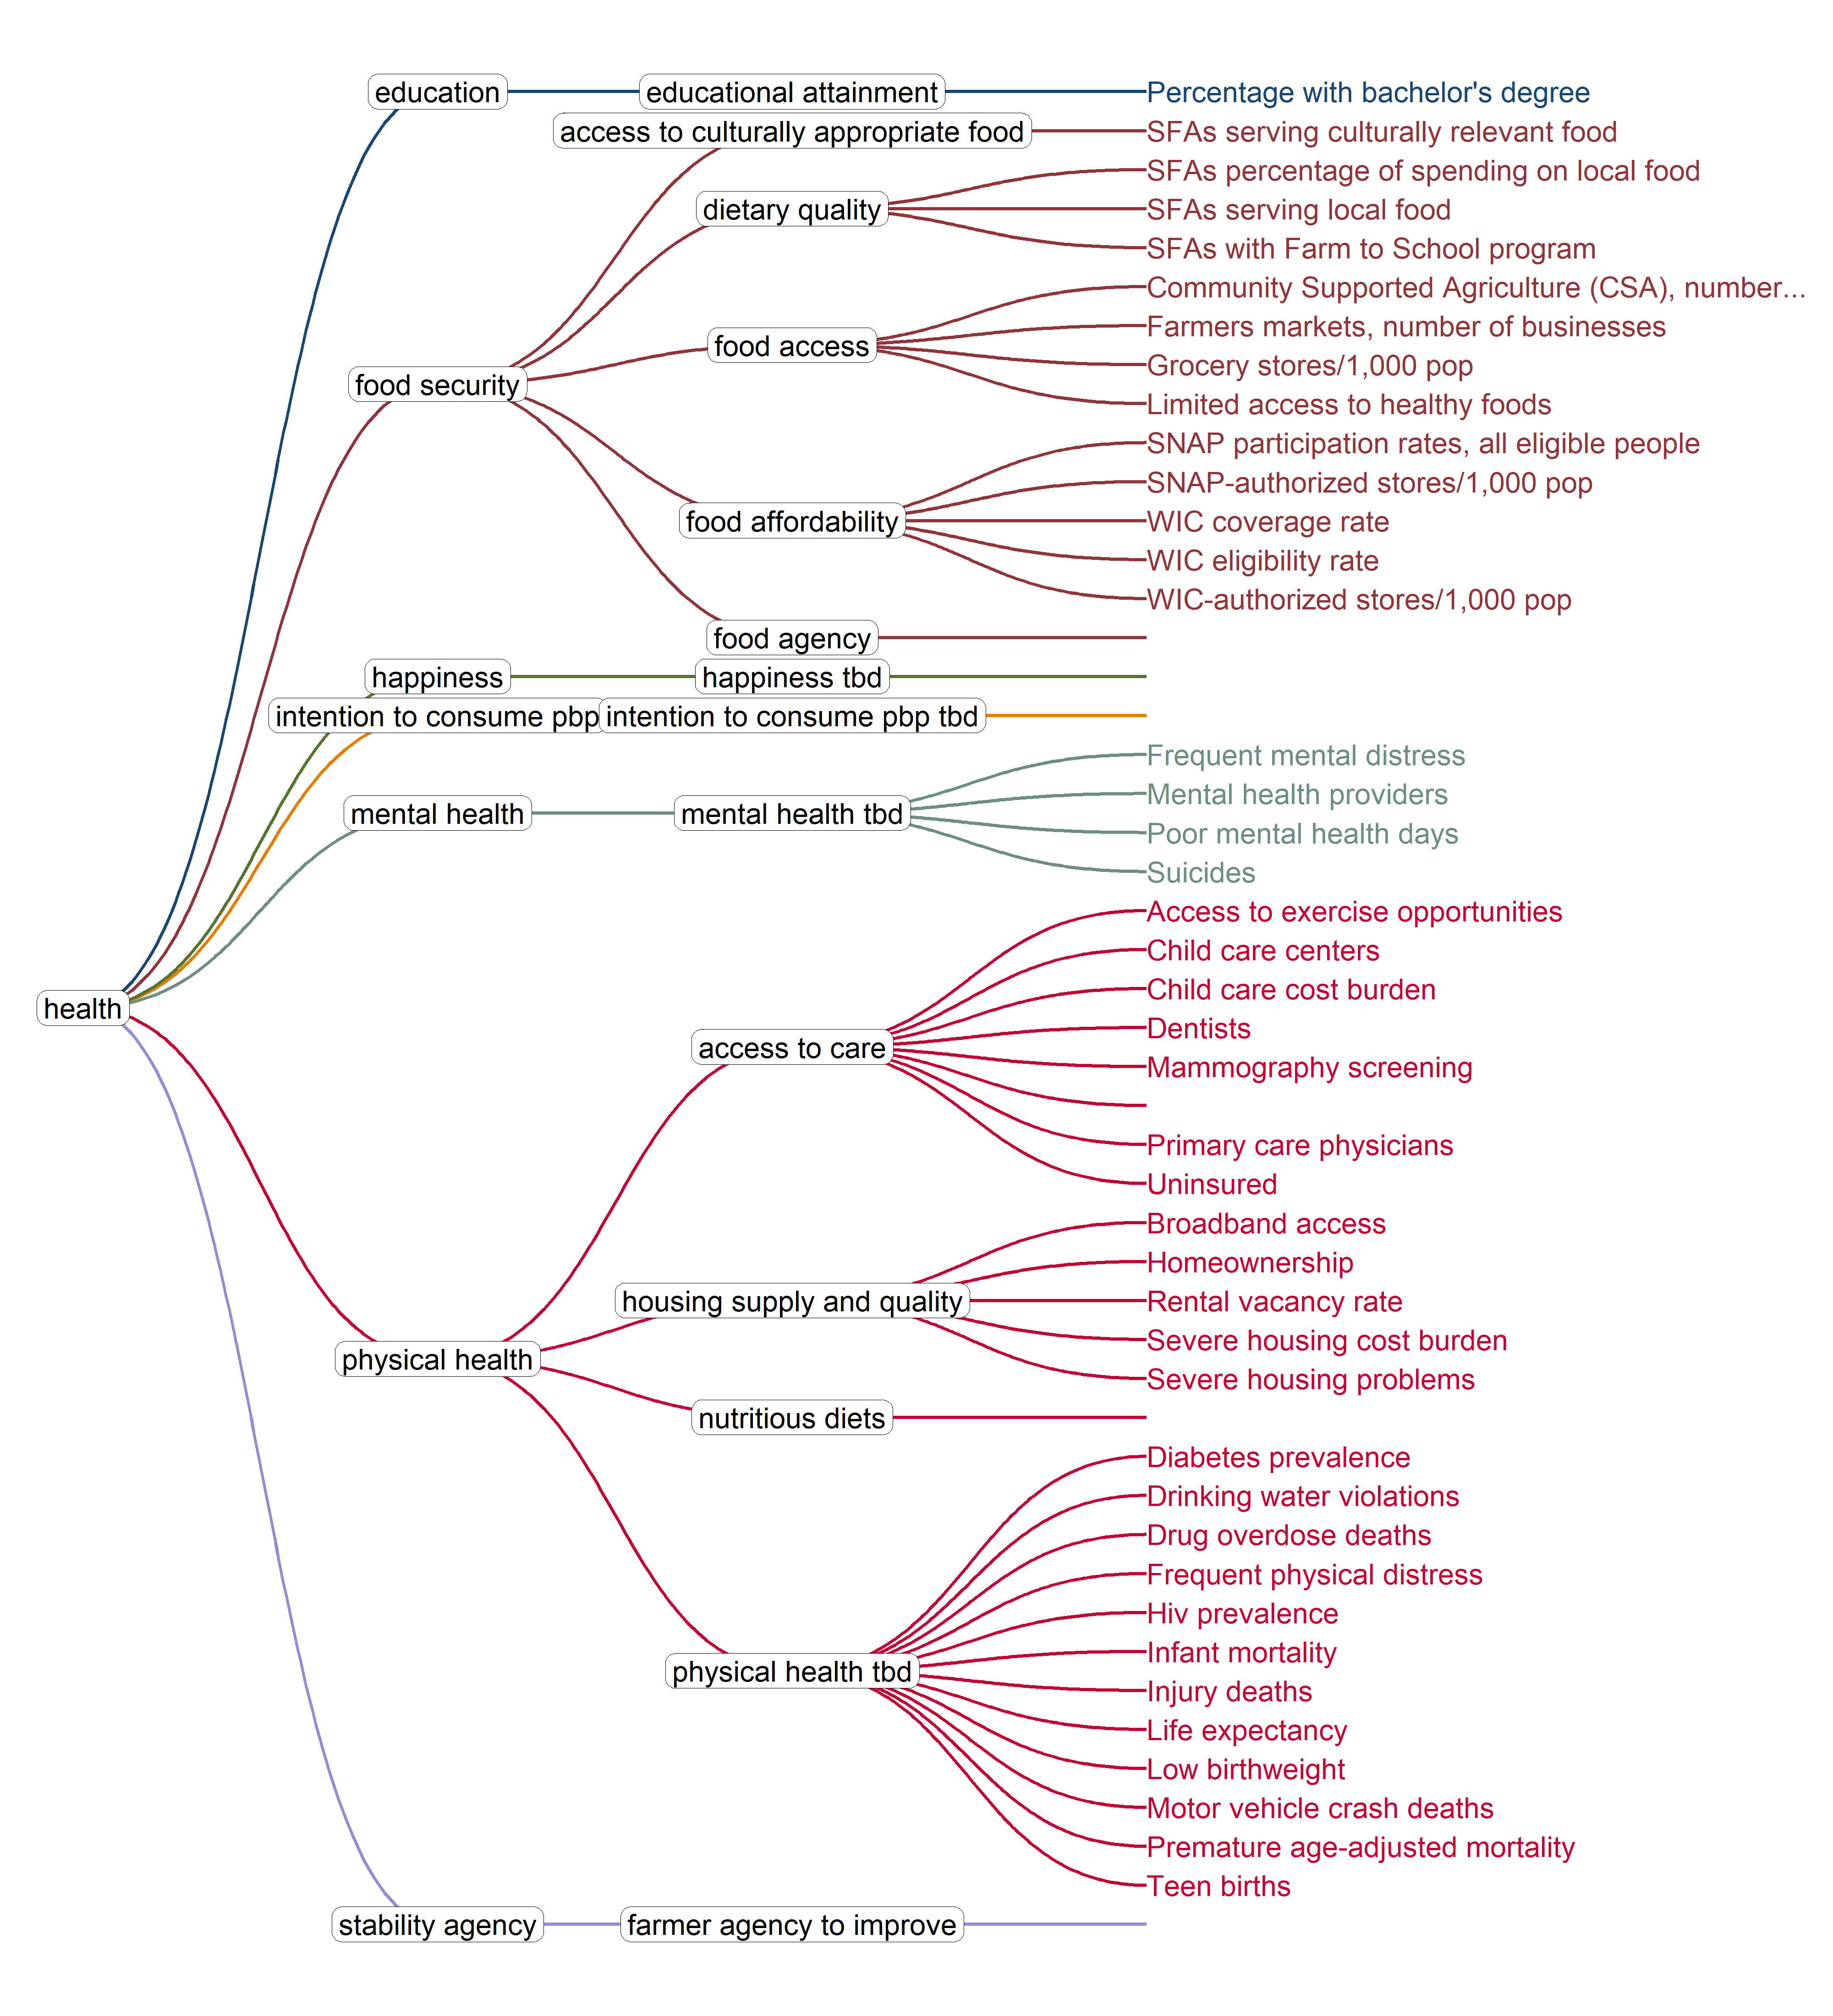 education
educational attainment
Percentage with bachelor's degree
access to culturally appropriate food
SFAs serving culturally relevant food
SFAs percentage of spending on local food
dietary quality
SFAs serving local food
SFAs with Farm to School program
Community Supported Agriculture (CSA), number...
Farmers markets, number of businesses
food access
Grocery stores/1,000 pop
food security
Limited access to healthy foods
SNAP participation rates, all eligible people
SNAP-authorized stores/1,000 pop
food affordability
WIC coverage rate
WIC eligibility rate
WIC-authorized stores/1,000 pop
food agency
happiness
happiness tbd
intention to consume pbp
intention to consume pbp tbd
Frequent mental distress
Mental health providers
mental health
mental health tbd
Poor mental health days
Suicides
Access to exercise opportunities
Child care centers
Child care cost burden
health
Dentists
access to care
Mammography screening
Primary care physicians
Uninsured
Broadband access
Homeownership
housing supply and quality
Rental vacancy rate
Severe housing cost burden
physical health
Severe housing problems
nutritious diets
Diabetes prevalence
Drinking water violations
Drug overdose deaths
Frequent physical distress
Hiv prevalence
Infant mortality
physical health tbd
Injury deaths
Life expectancy
Low birthweight
Motor vehicle crash deaths
Premature age-adjusted mortality
Teen births
stability agency
farmer agency to improve